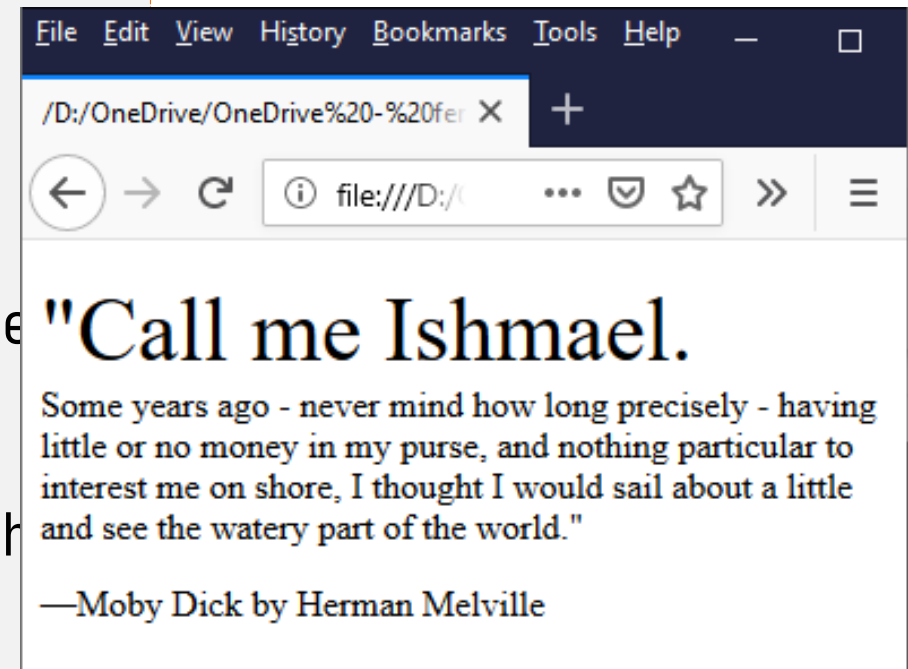 File Edit View History Bookmarks Tools Help
/D:/OneDrive/OneDrive%20-%20fer
file:///D:/
"Call me Ishmael.
Some years ago - never mind how long precisely - having
little or no money in my purse, and nothing particular to
interest me on shore, I thought I would sail about a little
and see the watery part of the world."
—Moby Dick by Herman Melville